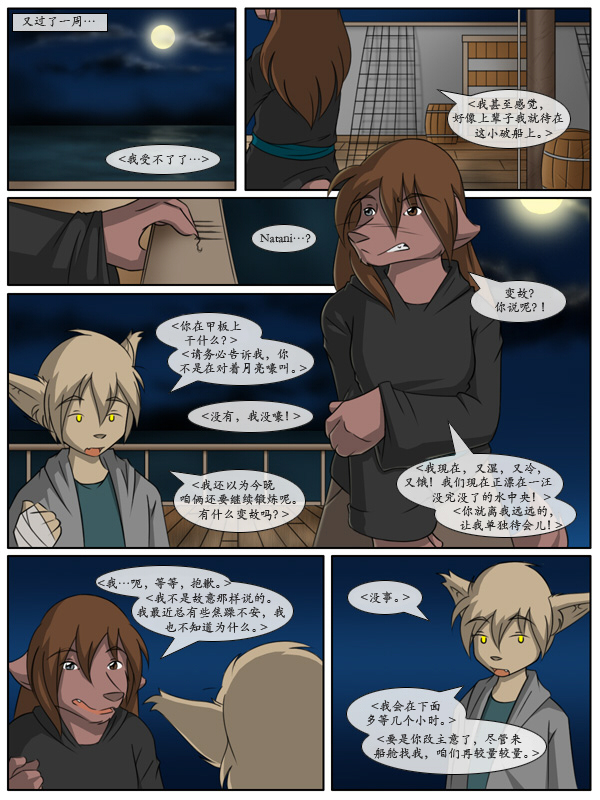 又过了一周…
<我受不了了…>
<我甚至感觉，
好像上辈子我就待在
这小破船上。>
Natani…?
变故？
你说呢？！
<你在甲板上
干什么？>
<请务必告诉我，你
不是在对着月亮嚎叫。>
<没有，我没嚎！>
<我还以为今晚
咱俩还要继续锻炼呢。
有什么变故吗？>
<我现在，又湿，又冷，
又饿！我们现在正漂在一汪
没完没了的水中央！>
<你就离我远远的，
让我单独待会儿！>
<我…呃，等等，抱歉。>
<我不是故意那样说的。
我最近总有些焦躁不安，我
也不知道为什么。>
<没事。>
<我会在下面
多等几个小时。>
<要是你改主意了，尽管来
船舱找我，咱们再较量较量。>